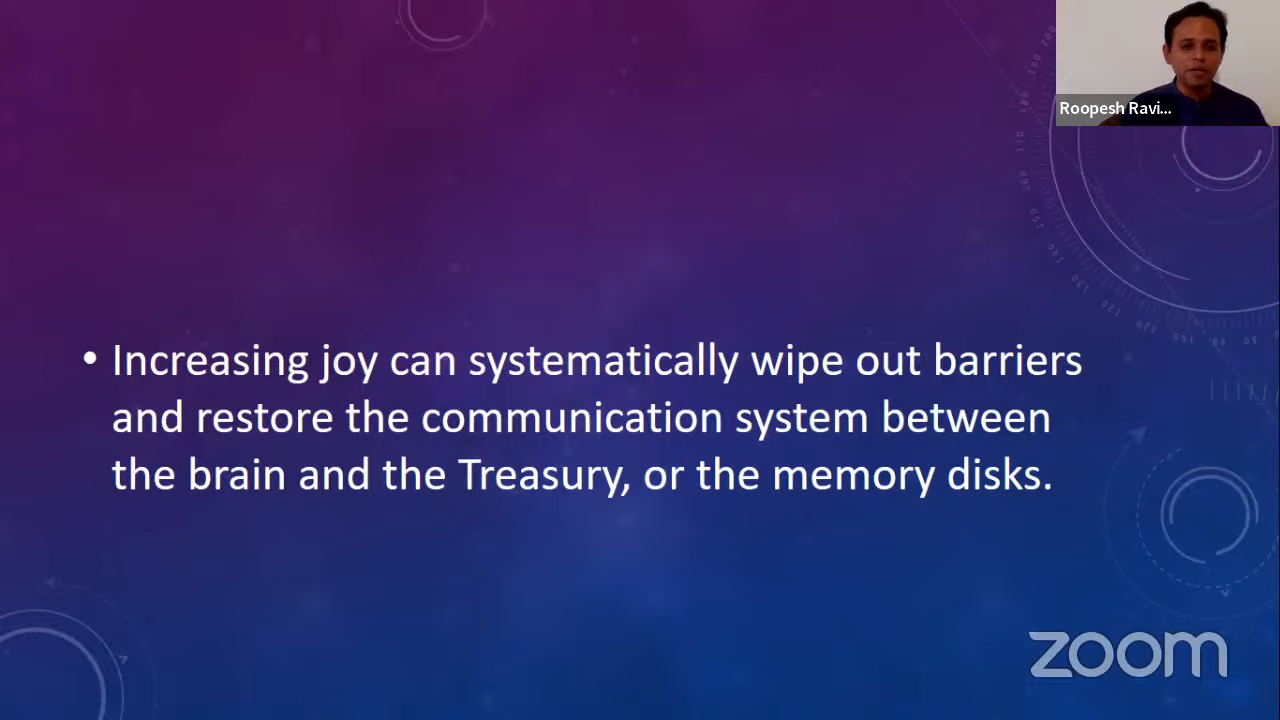 Roopesh Ravi...
• Increasing joy can systematically wipe out barriers
and restore the communication system between
the brain and the Treasury, or the memory disks.
zoom